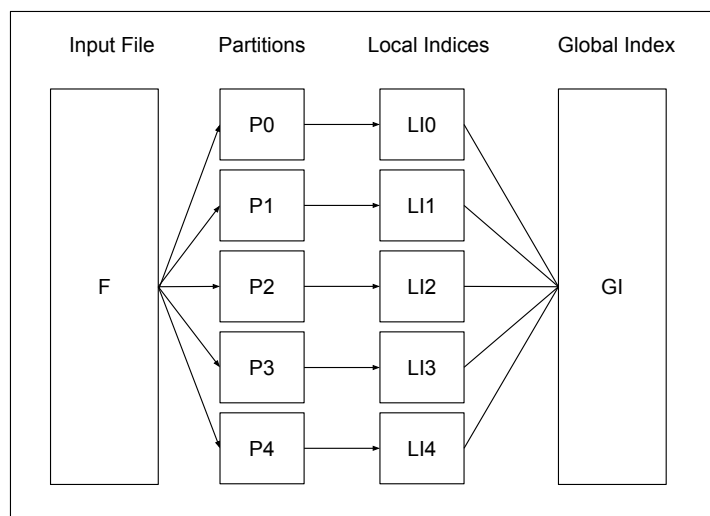 Input File Partitions Local Indices Global Index
P0 LI0
P1 LI1
F P2 LI2 GI
P3 LI3
P4 LI4